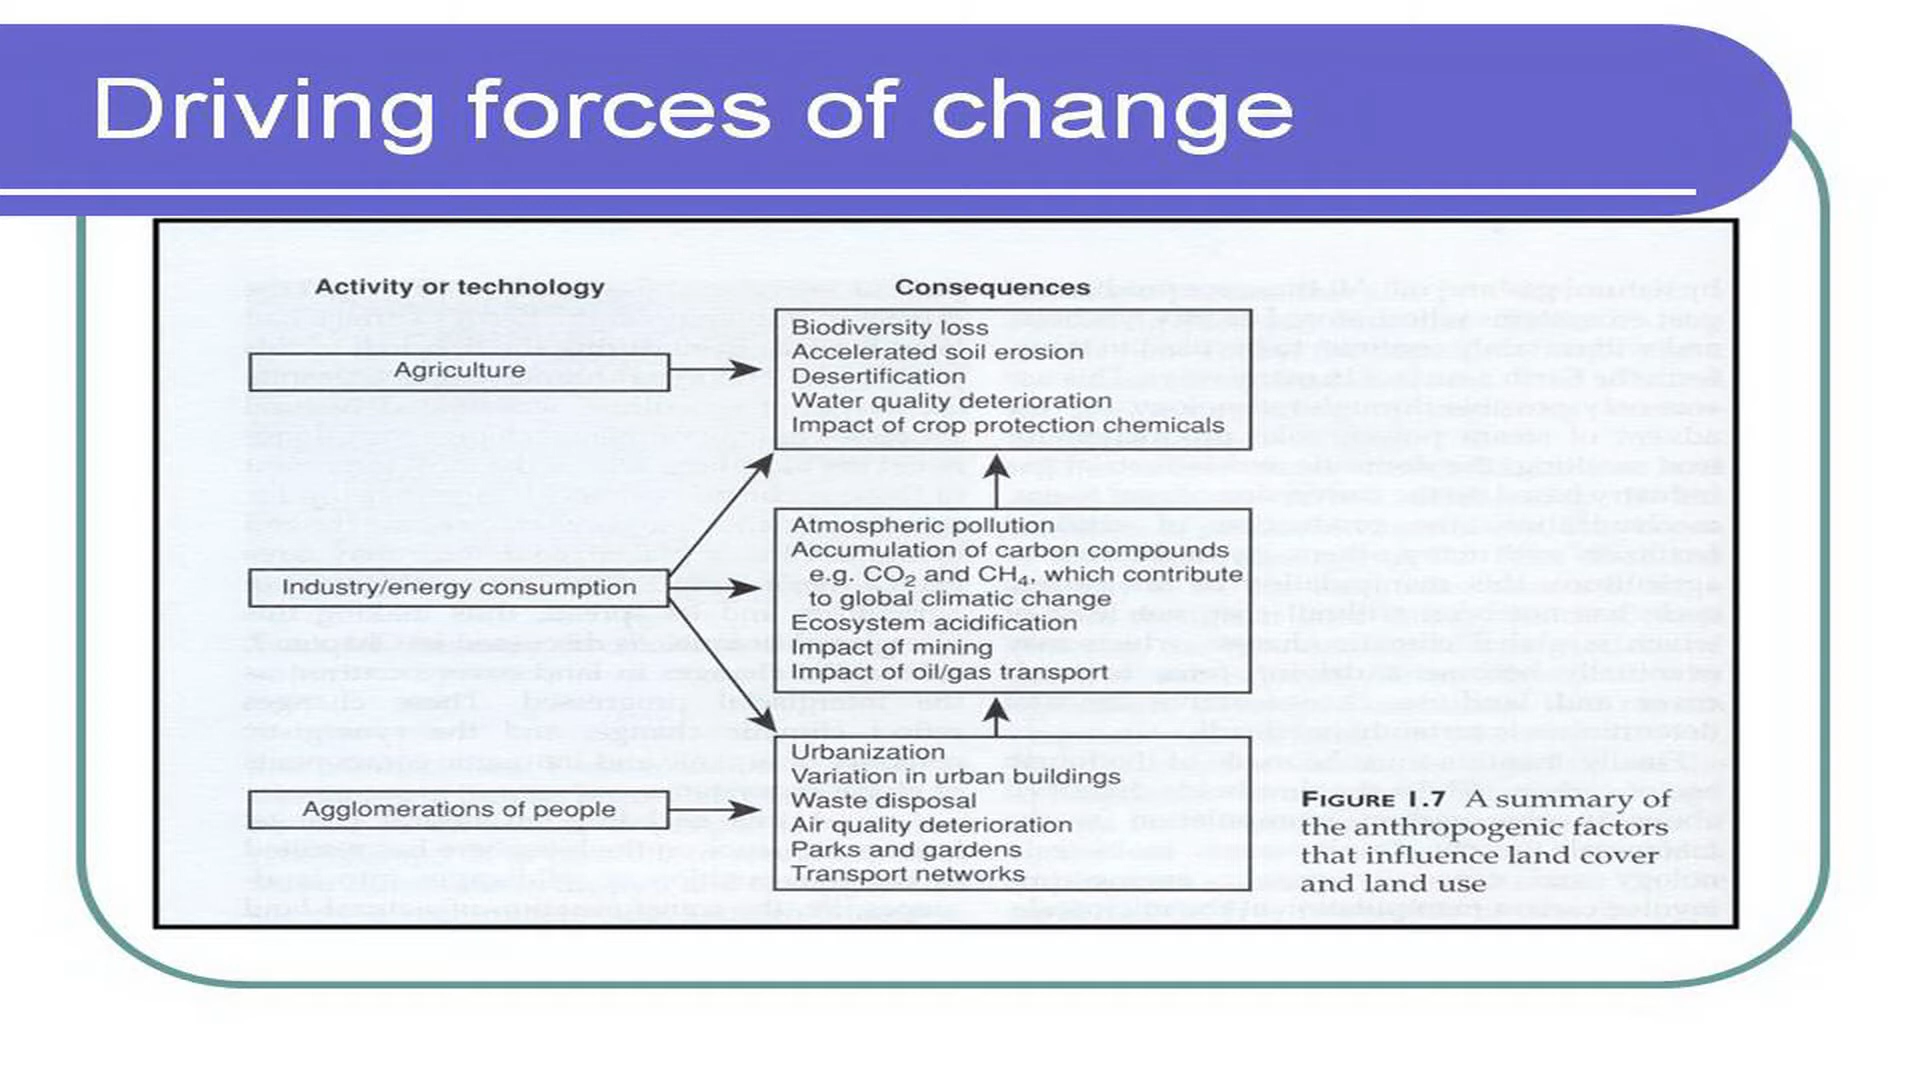 Driving forces of change
Activity or technology
Consequences
Agriculture
Biodiversity loss
Accelerated soil erosion
Desertification
Water quality deterioration
Impact of crop protection chemicals
Industry/energy consumption
Atmospheric pollution
Accumulation of carbon compounds
e.g. CO₂ and CH₄, which contribute
to global climatic change
Ecosystem acidification
Impact of mining
Impact of oil/gas transport
Agglomerations of people
Urbanization
Variation in urban buildings
Waste disposal
Air quality deterioration
Parks and gardens
Transport networks
FIGURE 1.7 A summary of
the anthropogenic factors
that influence land cover
and land use